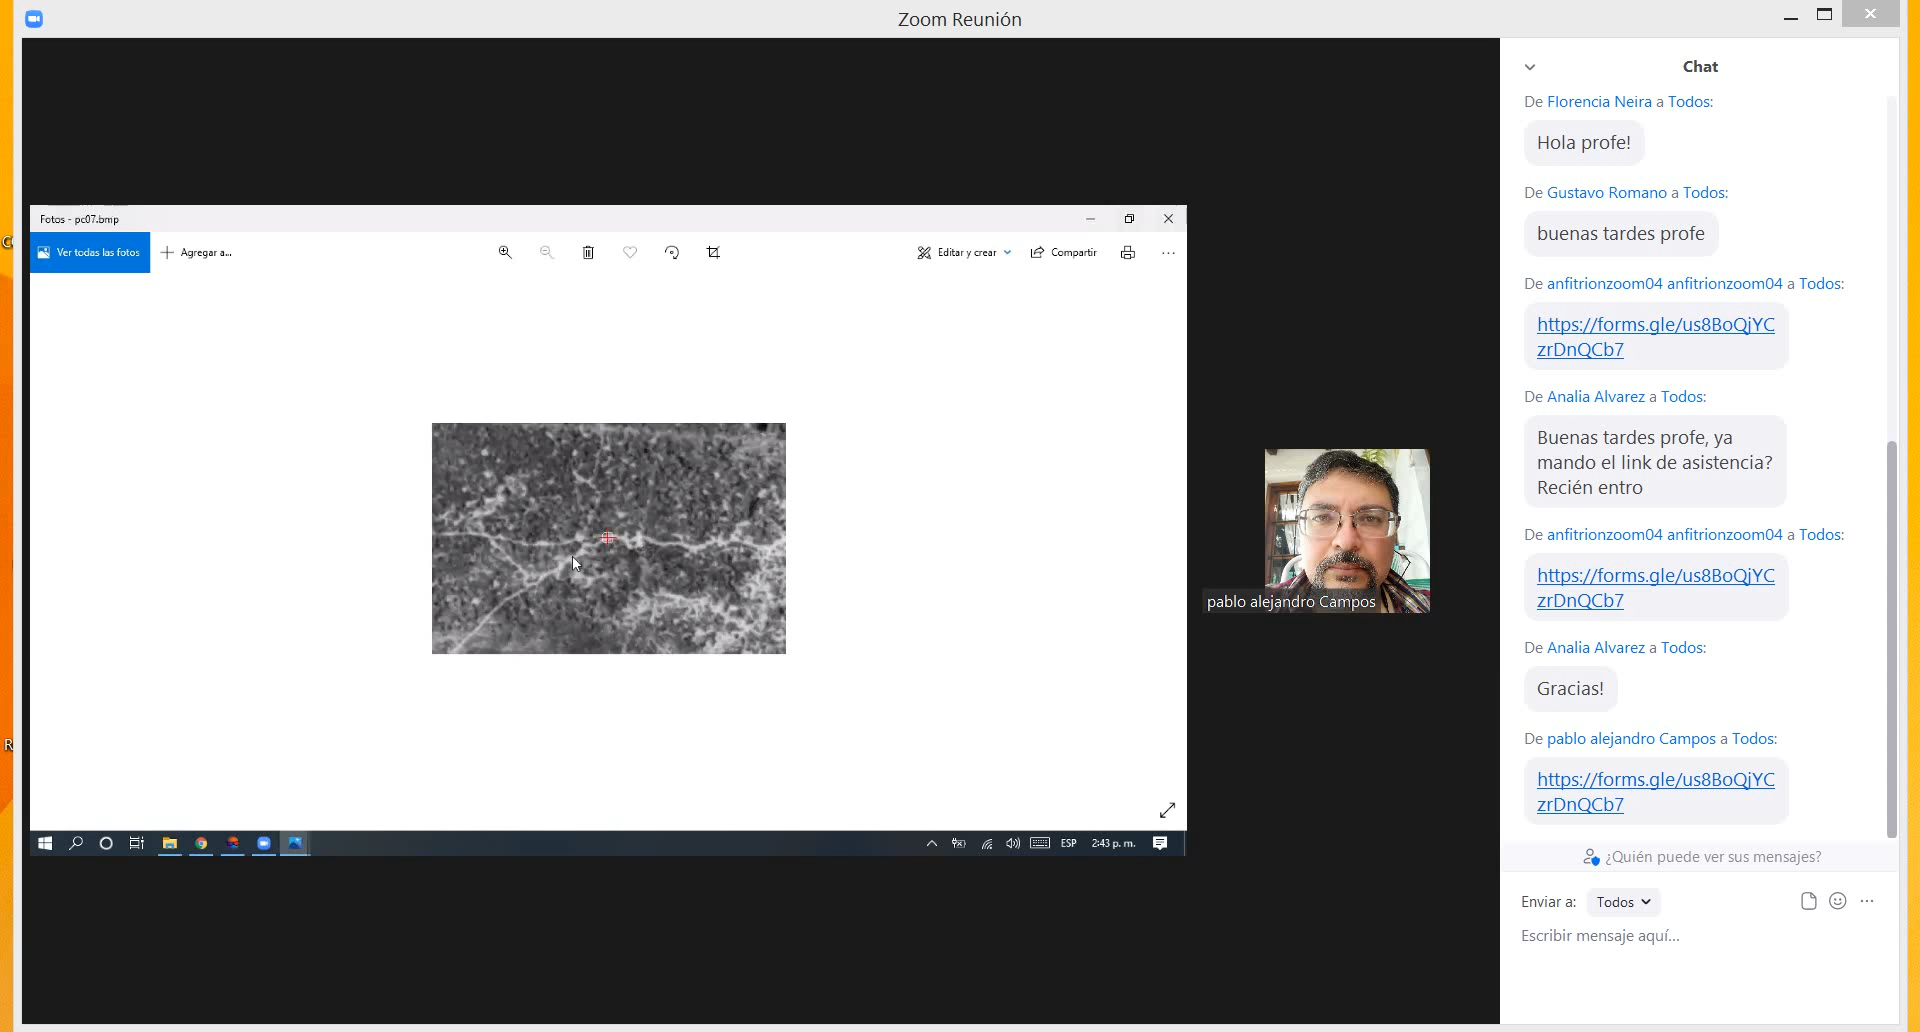 Zoom Reunión
Fotos - pc07.bmp
Ver todas las fotos
Agregar a...
Editar y crear
Compartir
ESP
2:43 p. m.
pablo alejandro Campos
Chat
De Florencia Neira a Todos:
Hola profe!
De Gustavo Romano a Todos:
buenas tardes profe
De anfitrionzoom04 anfitrionzoom04 a Todos:
https://forms.gle/us8BoQjYC
zrDnQCb7
De Analia Alvarez a Todos:
Buenas tardes profe, ya
mando el link de asistencia?
Recién entro
De anfitrionzoom04 anfitrionzoom04 a Todos:
https://forms.gle/us8BoQjYC
zrDnQCb7
De Analia Alvarez a Todos:
Gracias!
De pablo alejandro Campos a Todos:
https://forms.gle/us8BoQjYC
zrDnQCb7
¿Quién puede ver sus mensajes?
Enviar a:
Todos
Escribir mensaje aquí...